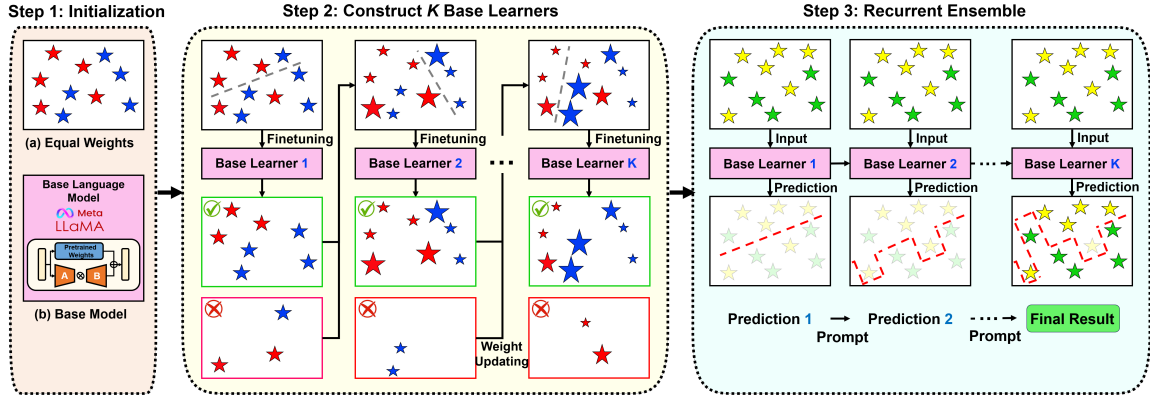 Step 1: Initialization
(a) Equal Weights
Base Language
Model
Meta
LLaMA
Pretrained
Weights
A
B
(b) Base Model
Step 2: Construct K Base Learners
Finetuning
Finetuning
Finetuning
Base Learner 1
Base Learner 2
Base Learner K
Weight
Updating
Step 3: Recurrent Ensemble
Input
Input
Input
Base Learner 1
Base Learner 2
Base Learner K
Prediction
Prediction
Prediction
Prediction 1
Prompt
Prediction 2
Prompt
Final Result